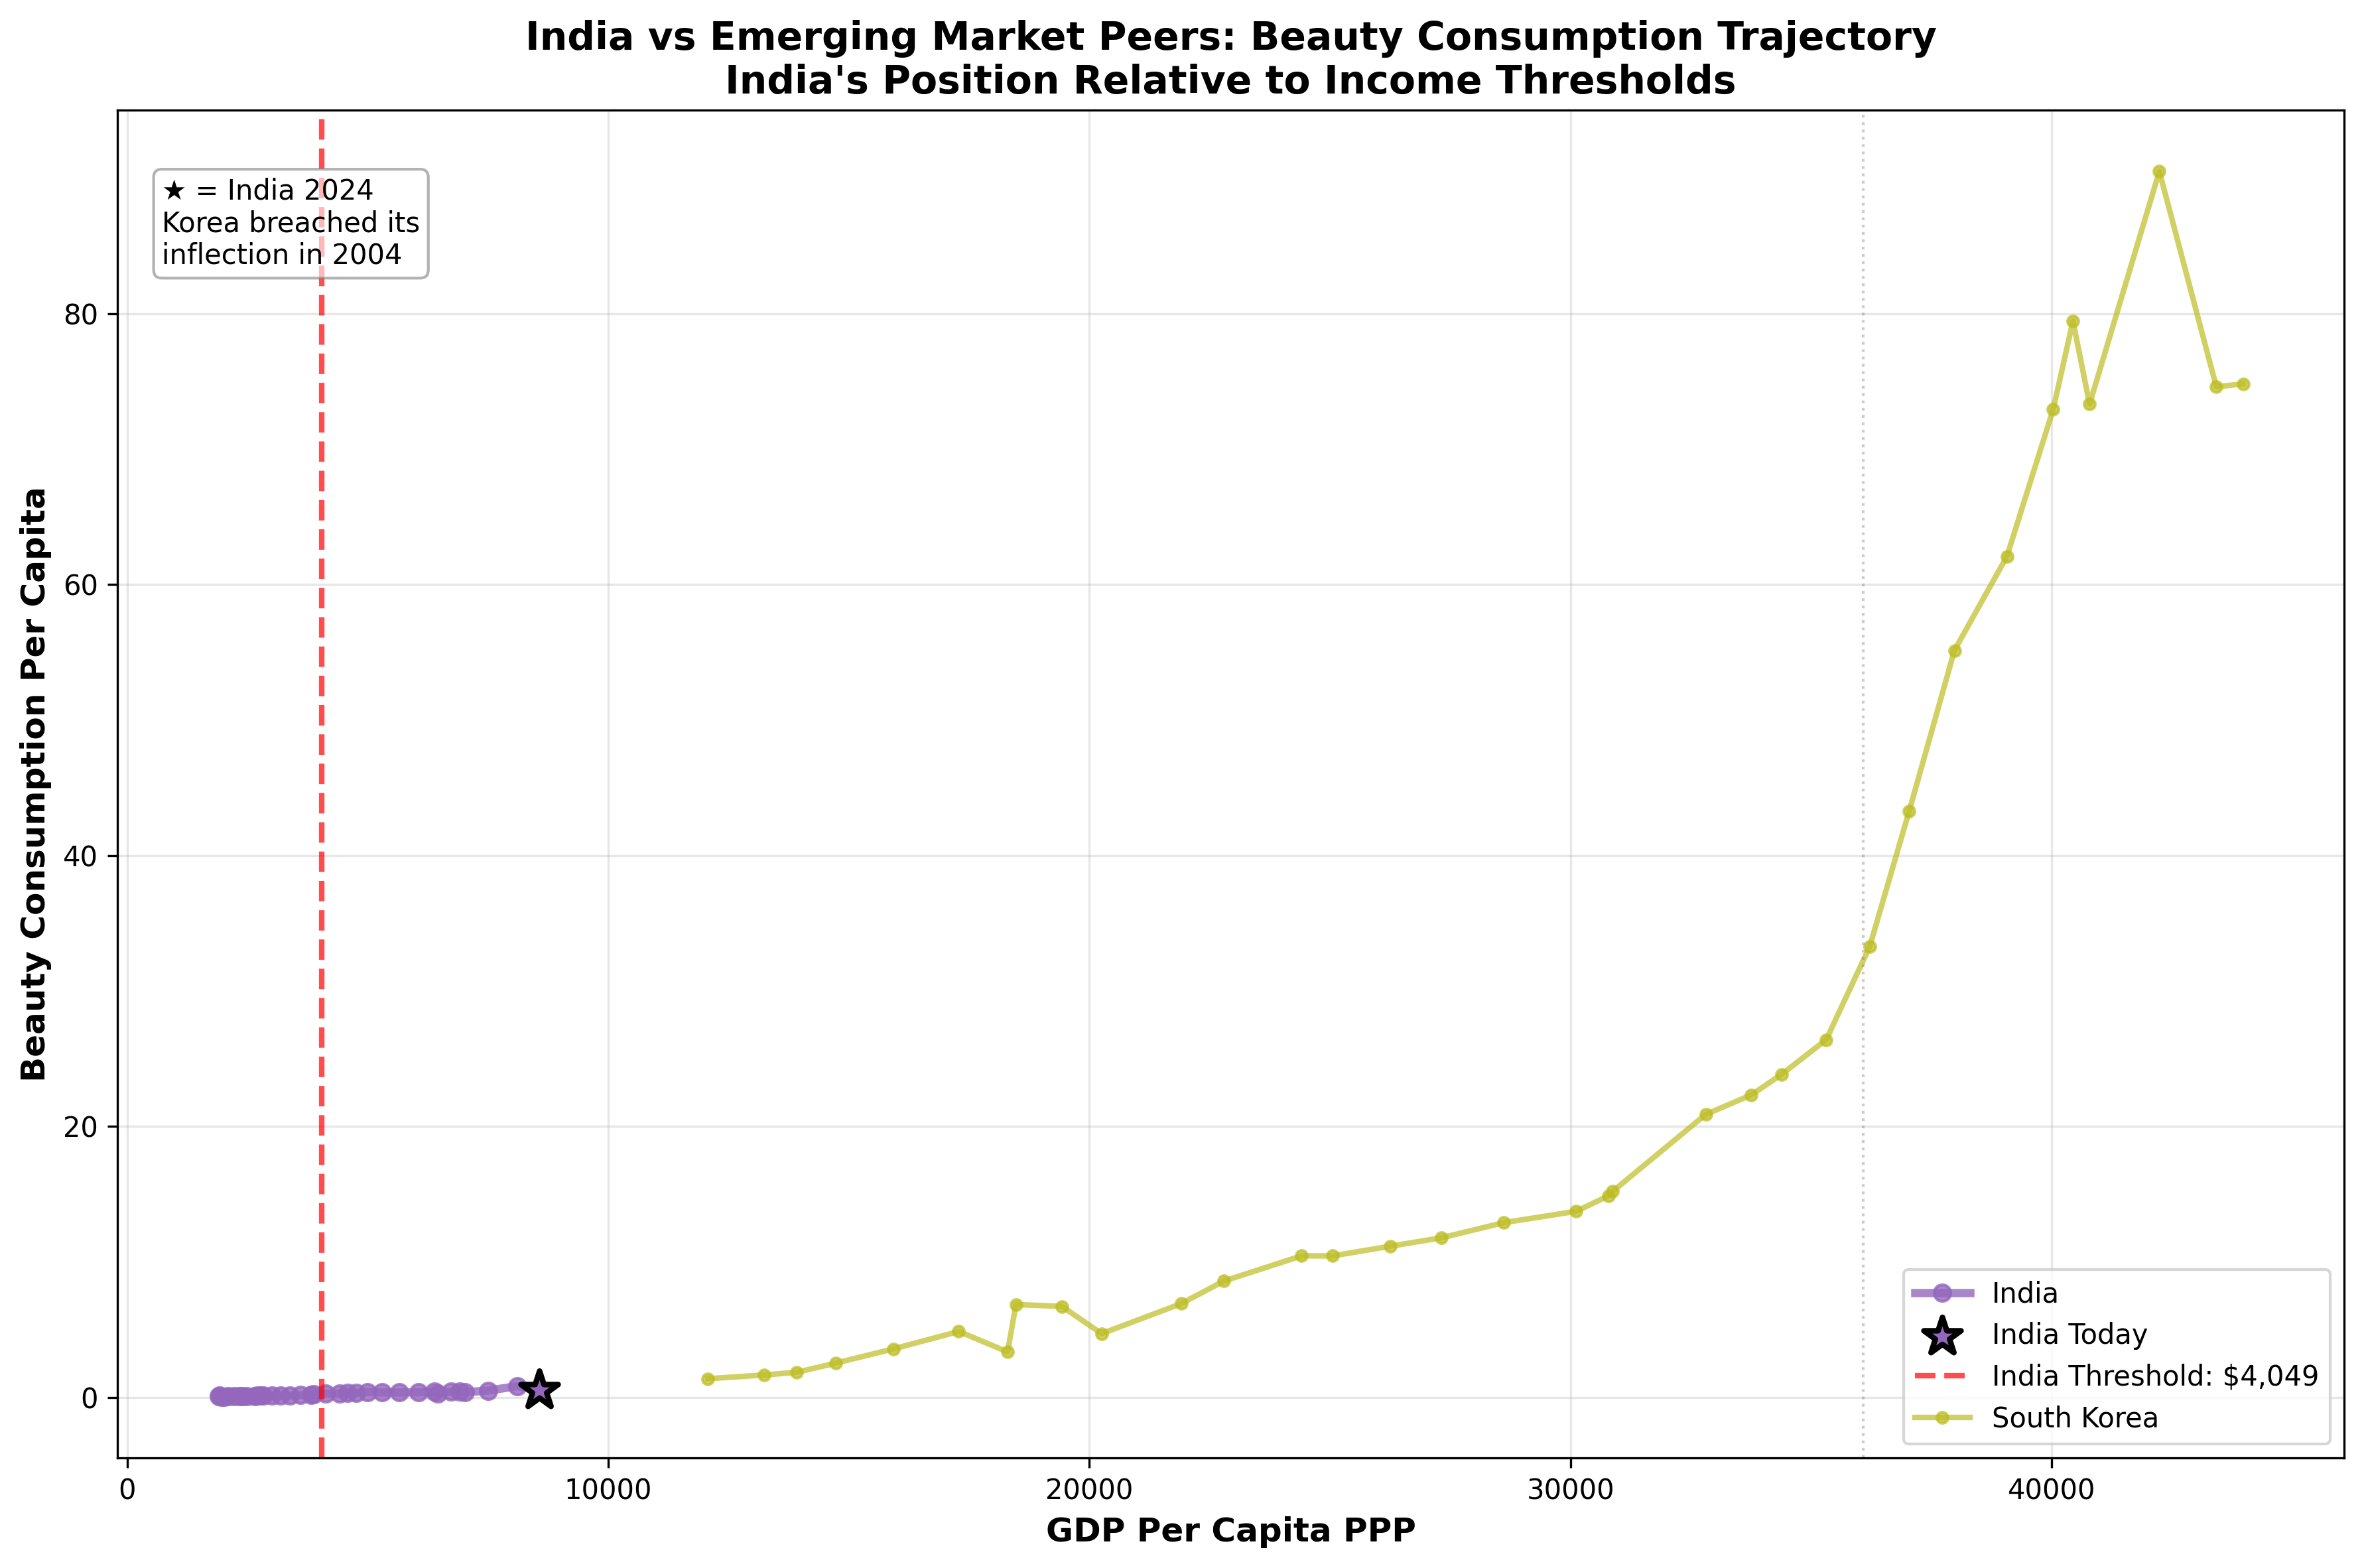 India vs Emerging Market Peers: Beauty Consumption Trajectory
India's Position Relative to Income Thresholds
★ = India 2024
Korea breached its
inflection in 2004
Beauty Consumption Per Capita
80
60
40
20
0
0
10000
20000
30000
40000
GDP Per Capita PPP
India
India Today
India Threshold: $4,049
South Korea